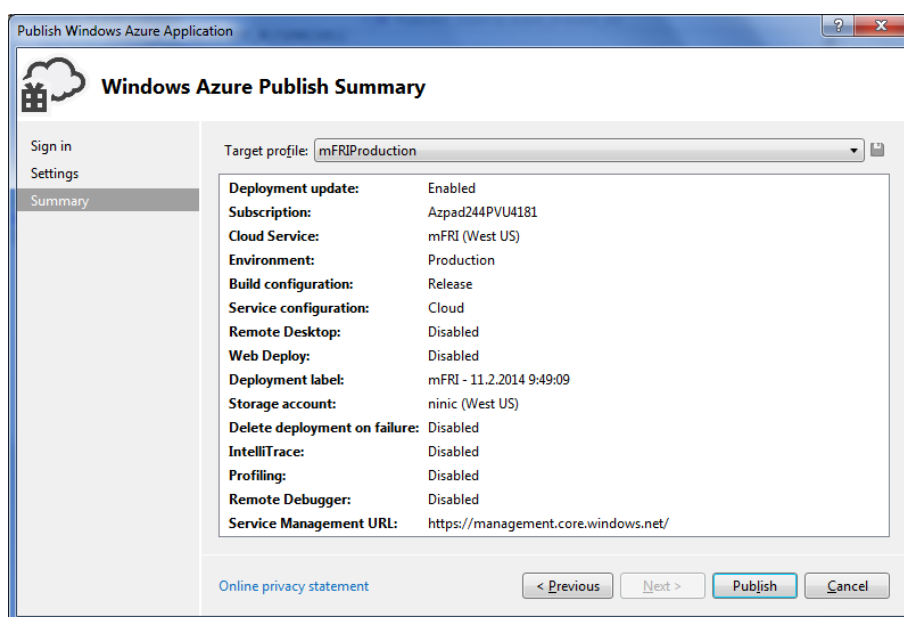 Publish Windows Azure Application
?
Windows Azure Publish Summary
Sign in
Settings
Summary
Target profile: mFRIProduction
Deployment update: Enabled
Subscription: Azpad244PVU4181
Cloud Service: mFRI (West US)
Environment: Production
Build configuration: Release
Service configuration: Cloud
Remote Desktop: Disabled
Web Deploy: Disabled
Deployment label: mFRI - 11.2.2014 9:49:09
Storage account: ninic (West US)
Delete deployment on failure: Disabled
IntelliTrace: Disabled
Profiling: Disabled
Remote Debugger: Disabled
Service Management URL: https://management.core.windows.net/
Online privacy statement
< Previous Next > Publish Cancel